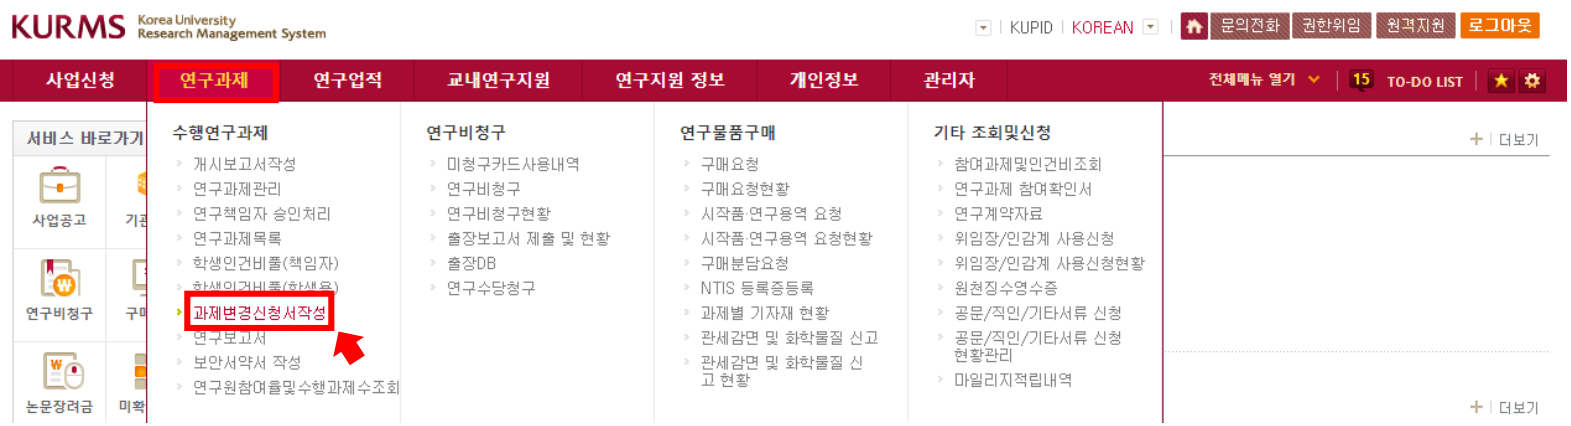 KURMS Korea University
Research Management System
KUPID KOREAN 문의전화 권한위임 원격지원 로그아웃
사업신청 연구과제 연구업적 교내연구지원 연구지원 정보 개인정보 관리자 전체메뉴 열기 15 TO-DO LIST
서비스 바로가기
사업공고
연구비청구
논문장려금
수행연구과제
개시보고서작성
연구과제관리
연구책임자 승인처리
연구과제목록
학생인건비풀(책임자)
학생인건비풀(학생용)
과제변경신청서작성
연구보고서
보안서약서 작성
연구원참여율및수행과제수조회
연구비청구
미청구카드사용내역
연구비청구
연구비청구현황
출장보고서 제출 및 현황
출장DB
연구수당청구
연구물품구매
구매요청
구매요청현황
시작품·연구용역 요청
시작품·연구용역 요청현황
구매분담요청
NTIS 등록증등록
과제별 기자재 현황
관세감면 및 화학물질 신고
관세감면 및 화학물질 신
고 현황
기타 조회및신청
참여과제및인건비조회
연구과제 참여확인서
연구계약자료
위임장/인감계 사용신청
위임장/인감계 사용신청현황
원천징수영수증
공문/직인/기타서류 신청
공문/직인/기타서류 신청
현황관리
마일리지적립내역
더보기
더보기